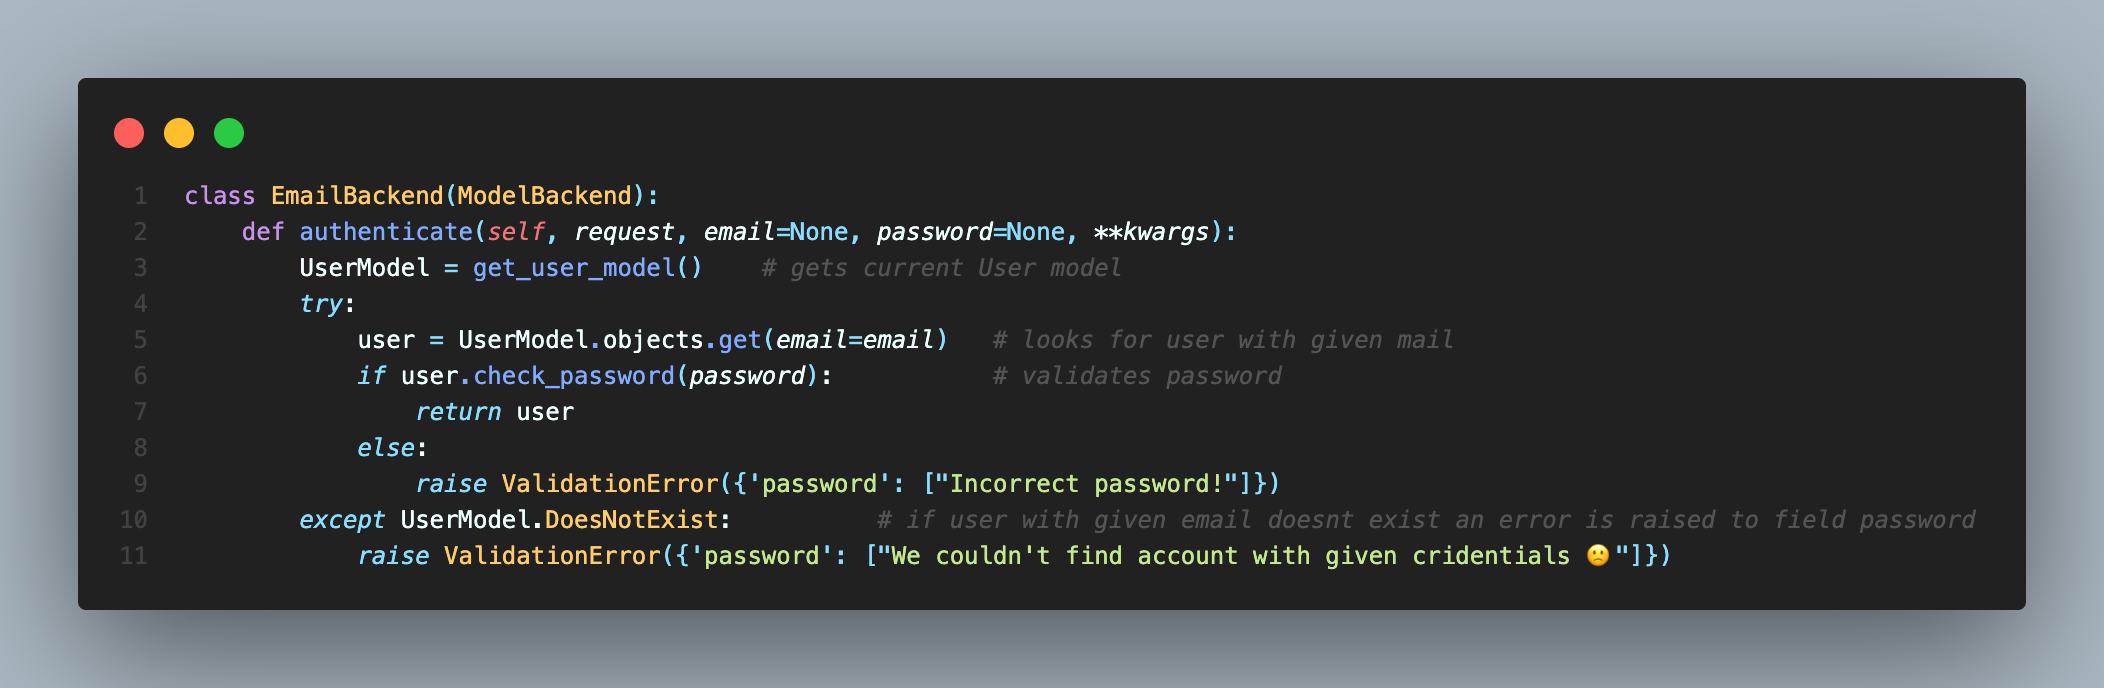 1 class EmailBackend(ModelBackend):
2     def authenticate(self, request, email=None, password=None, **kwargs):
3         UserModel = get_user_model()    # gets current User model
4         try:
5             user = UserModel.objects.get(email=email)   # looks for user with given mail
6             if user.check_password(password):           # validates password
7                 return user
8             else:
9                 raise ValidationError({'password': ["Incorrect password!"]})
10         except UserModel.DoesNotExist:          # if user with given email doesnt exist an error is raised to field password
11             raise ValidationError({'password': ["We couldn't find account with given cridentials 🙁"]})